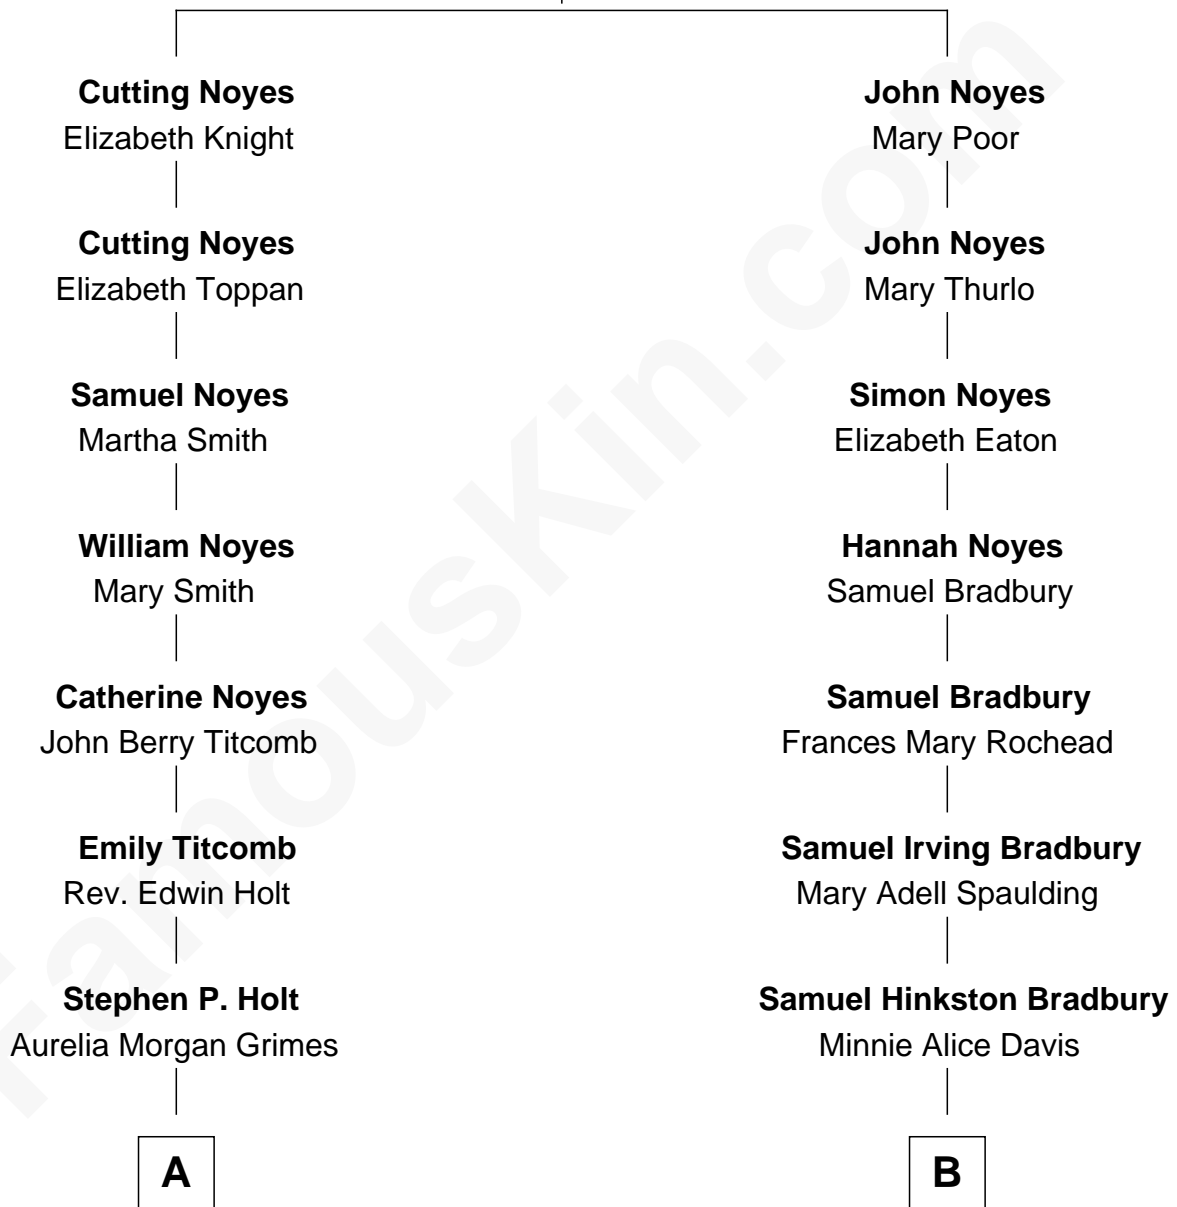 Cutting Noyes
Elizabeth Knight
Cutting Noyes
Elizabeth Toppan
Samuel Noyes
Martha Smith
William Noyes
Mary Smith
Catherine Noyes
John Berry Titcomb
Emily Titcomb
Rev. Edwin Holt
Stephen P. Holt
Aurelia Morgan Grimes
A
John Noyes
Mary Poor
John Noyes
Mary Thurlo
Simon Noyes
Elizabeth Eaton
Hannah Noyes
Samuel Bradbury
Samuel Bradbury
Frances Mary Rochead
Samuel Irving Bradbury
Mary Adell Spaulding
Samuel Hinkston Bradbury
Minnie Alice Davis
B
FamousKin.com